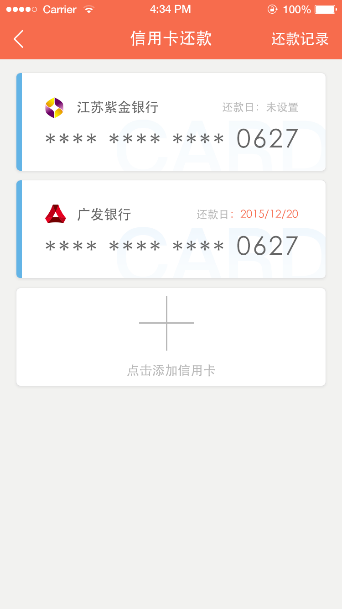 Carrier 4:34 PM 100%
信用卡还款 还款记录
江苏紫金银行 还款日：未设置
**** **** **** 0627
CARD
广发银行 还款日：2015/12/20
**** **** **** 0627
CARD
点击添加信用卡